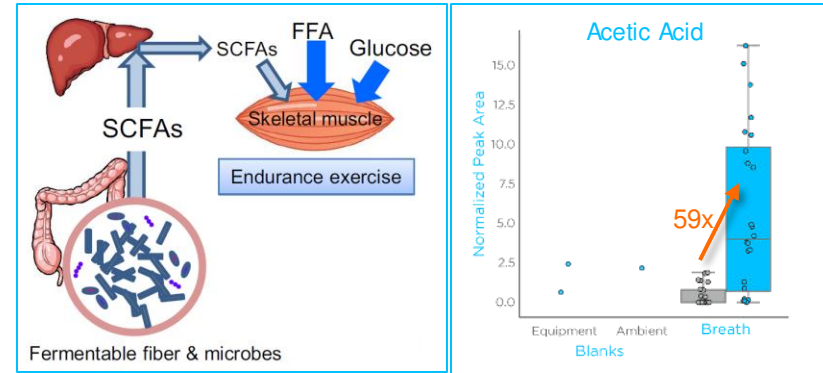 SCFAs
FFA
Glucose
SCFAs
Skeletal muscle
Endurance exercise
Fermentable fiber & microbes
Acetic Acid
Normalized Peak Area
15.0
12.5
10.0
7.5
5.0
2.5
0.0
59x
Equipment
Ambient
Breath
Blanks